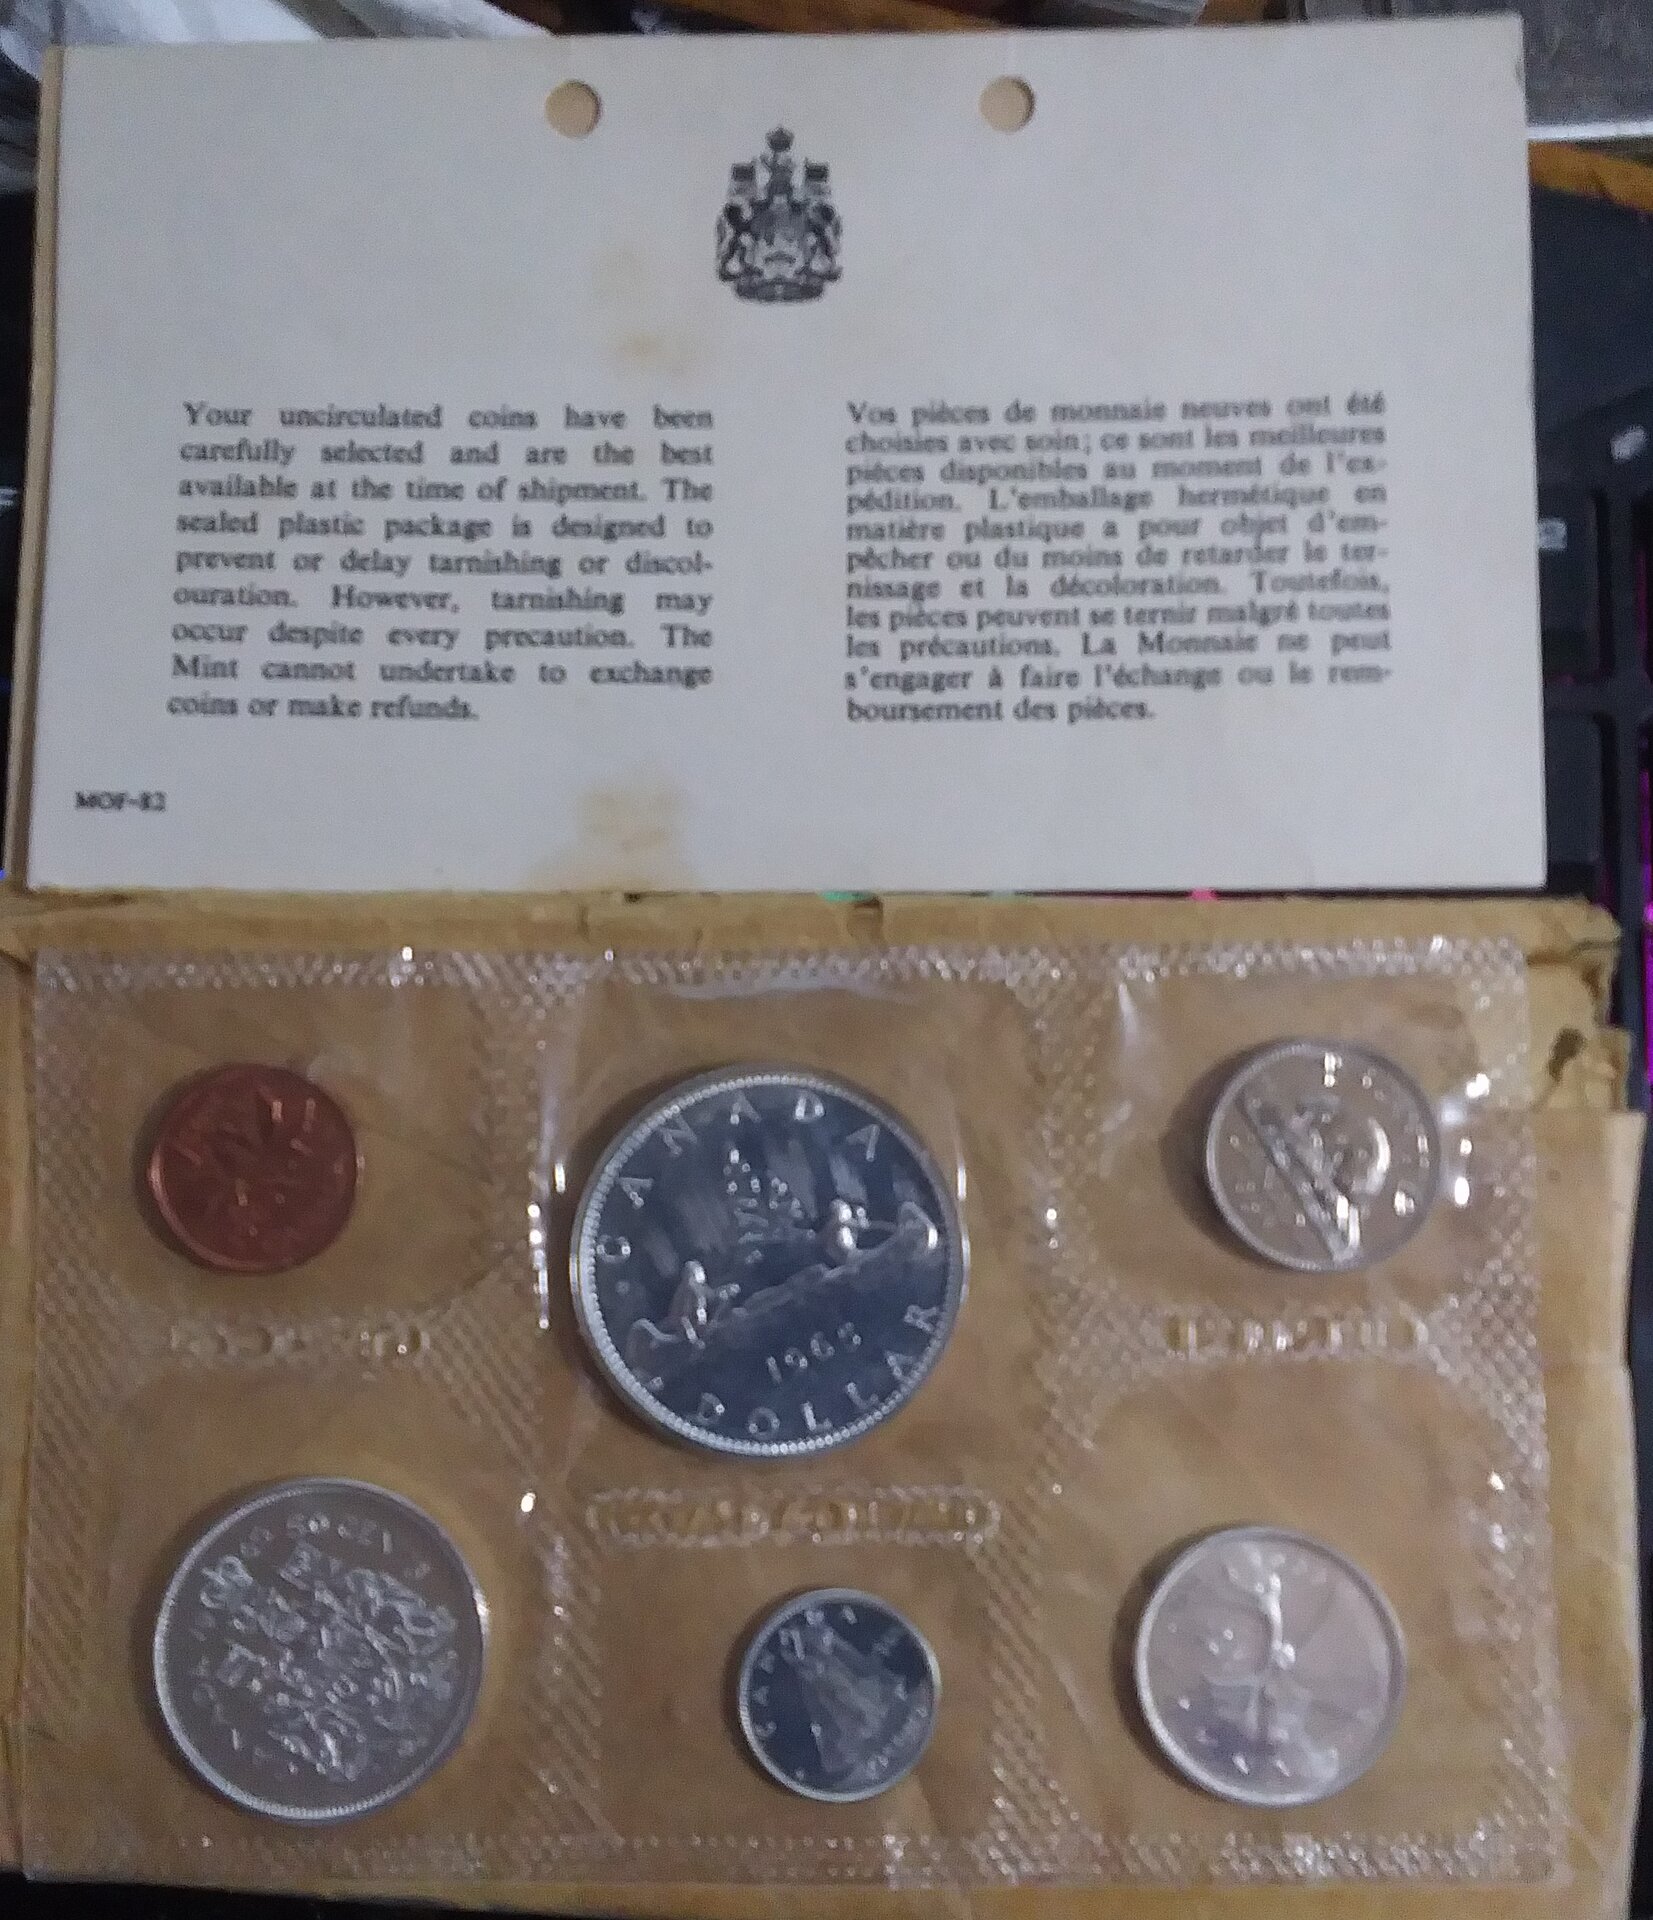 Your uncirculated coins have been
carefully selected and are the best
available at the time of shipment. The
sealed plastic package is designed to
prevent or delay tarnishing or discol-
ouration. However, tarnishing may
occur despite every precaution. The
Mint cannot undertake to exchange
coins or make refunds.
Vos pièces de monnaie neuves ont été
choisies avec soin; ce sont les meilleures
pièces disponibles au moment de l'ex-
pédition. L'emballage hermétique en
matière plastique a pour objet d'em-
pêcher ou du moins de retarder le ter-
nissage et la décoloration. Toutefois,
les pièces peuvent se ternir malgré toutes
les précautions. La Monnaie ne peut
s'engager à faire l'échange ou le rem-
boursement des pièces.
MOF-82
CANADA
DOLLAR
CANADA